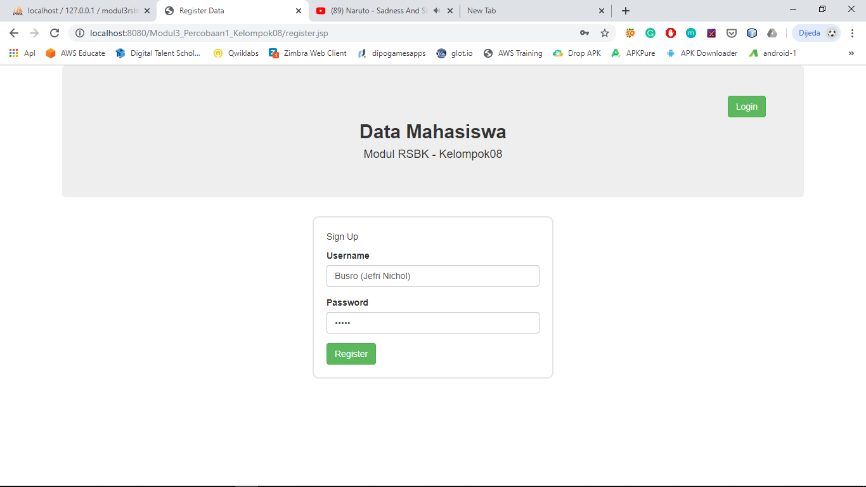 localhost / 127.0.0.1 / modul3rsb
Register Data
(89) Naruto - Sadness And S
New Tab
localhost:8080/Modul3_Percobaan1_Kelompok08/register.jsp
Dijeda
Apl
AWS Educate
Digital Talent Schol...
Qwiklabs
Zimbra Web Client
dipogamesapps
glot.io
AWS Training
Drop APK
APKPure
APK Downloader
android-1
»
Login
Data Mahasiswa
Modul RSBK - Kelompok08
Sign Up
Username
Busro (Jefri Nichol)
Password
•••••
Register